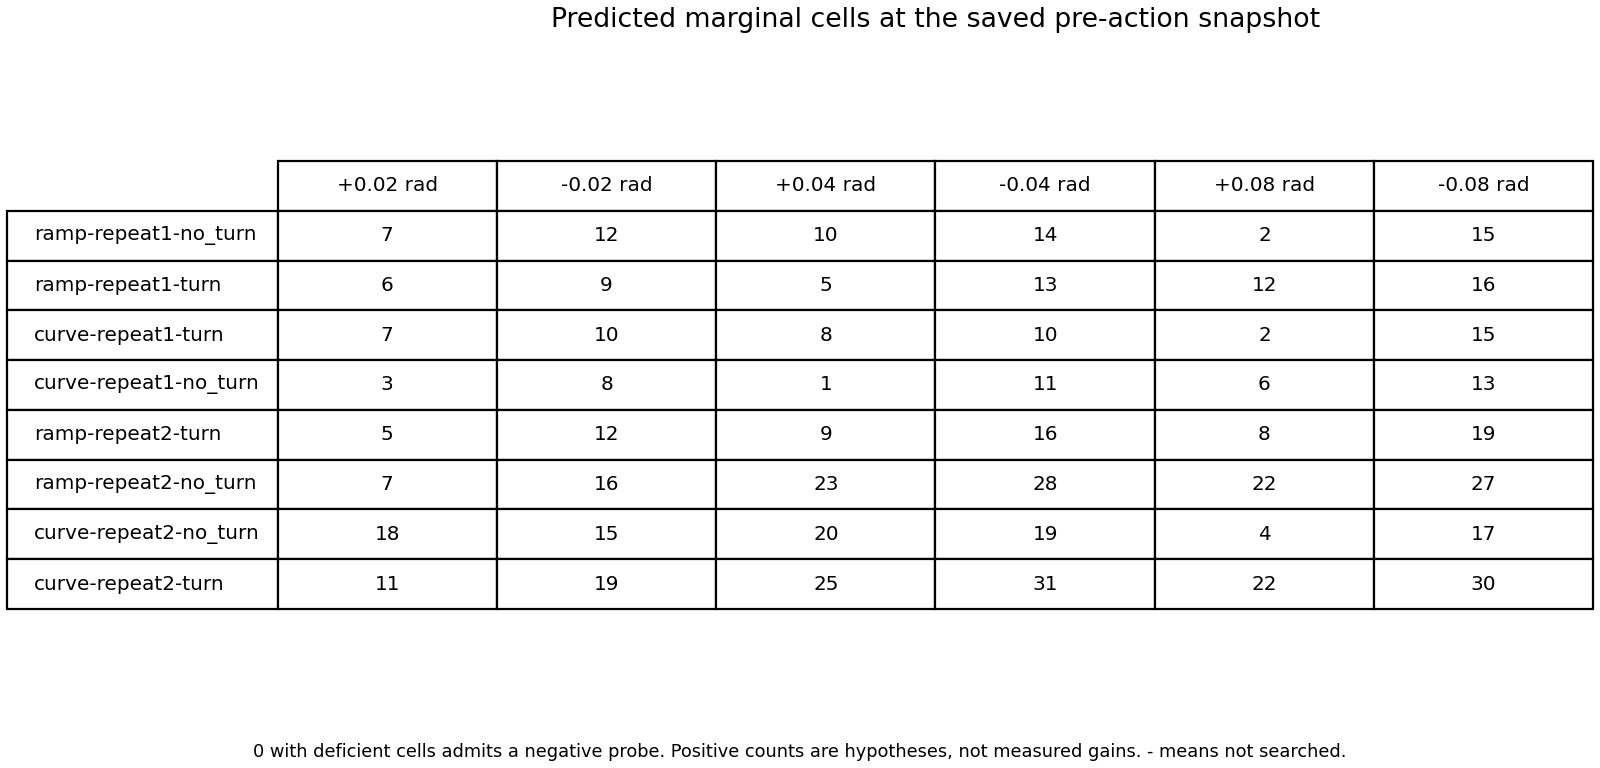 Predicted marginal cells at the saved pre-action snapshot
+0.02 rad -0.02 rad +0.04 rad -0.04 rad +0.08 rad -0.08 rad
ramp-repeat1-no_turn 7 12 10 14 2 15
ramp-repeat1-turn 6 9 5 13 12 16
curve-repeat1-turn 7 10 8 10 2 15
curve-repeat1-no_turn 3 8 1 11 6 13
ramp-repeat2-turn 5 12 9 16 8 19
ramp-repeat2-no_turn 7 16 23 28 22 27
curve-repeat2-no_turn 18 15 20 19 4 17
curve-repeat2-turn 11 19 25 31 22 30
0 with deficient cells admits a negative probe. Positive counts are hypotheses, not measured gains. - means not searched.